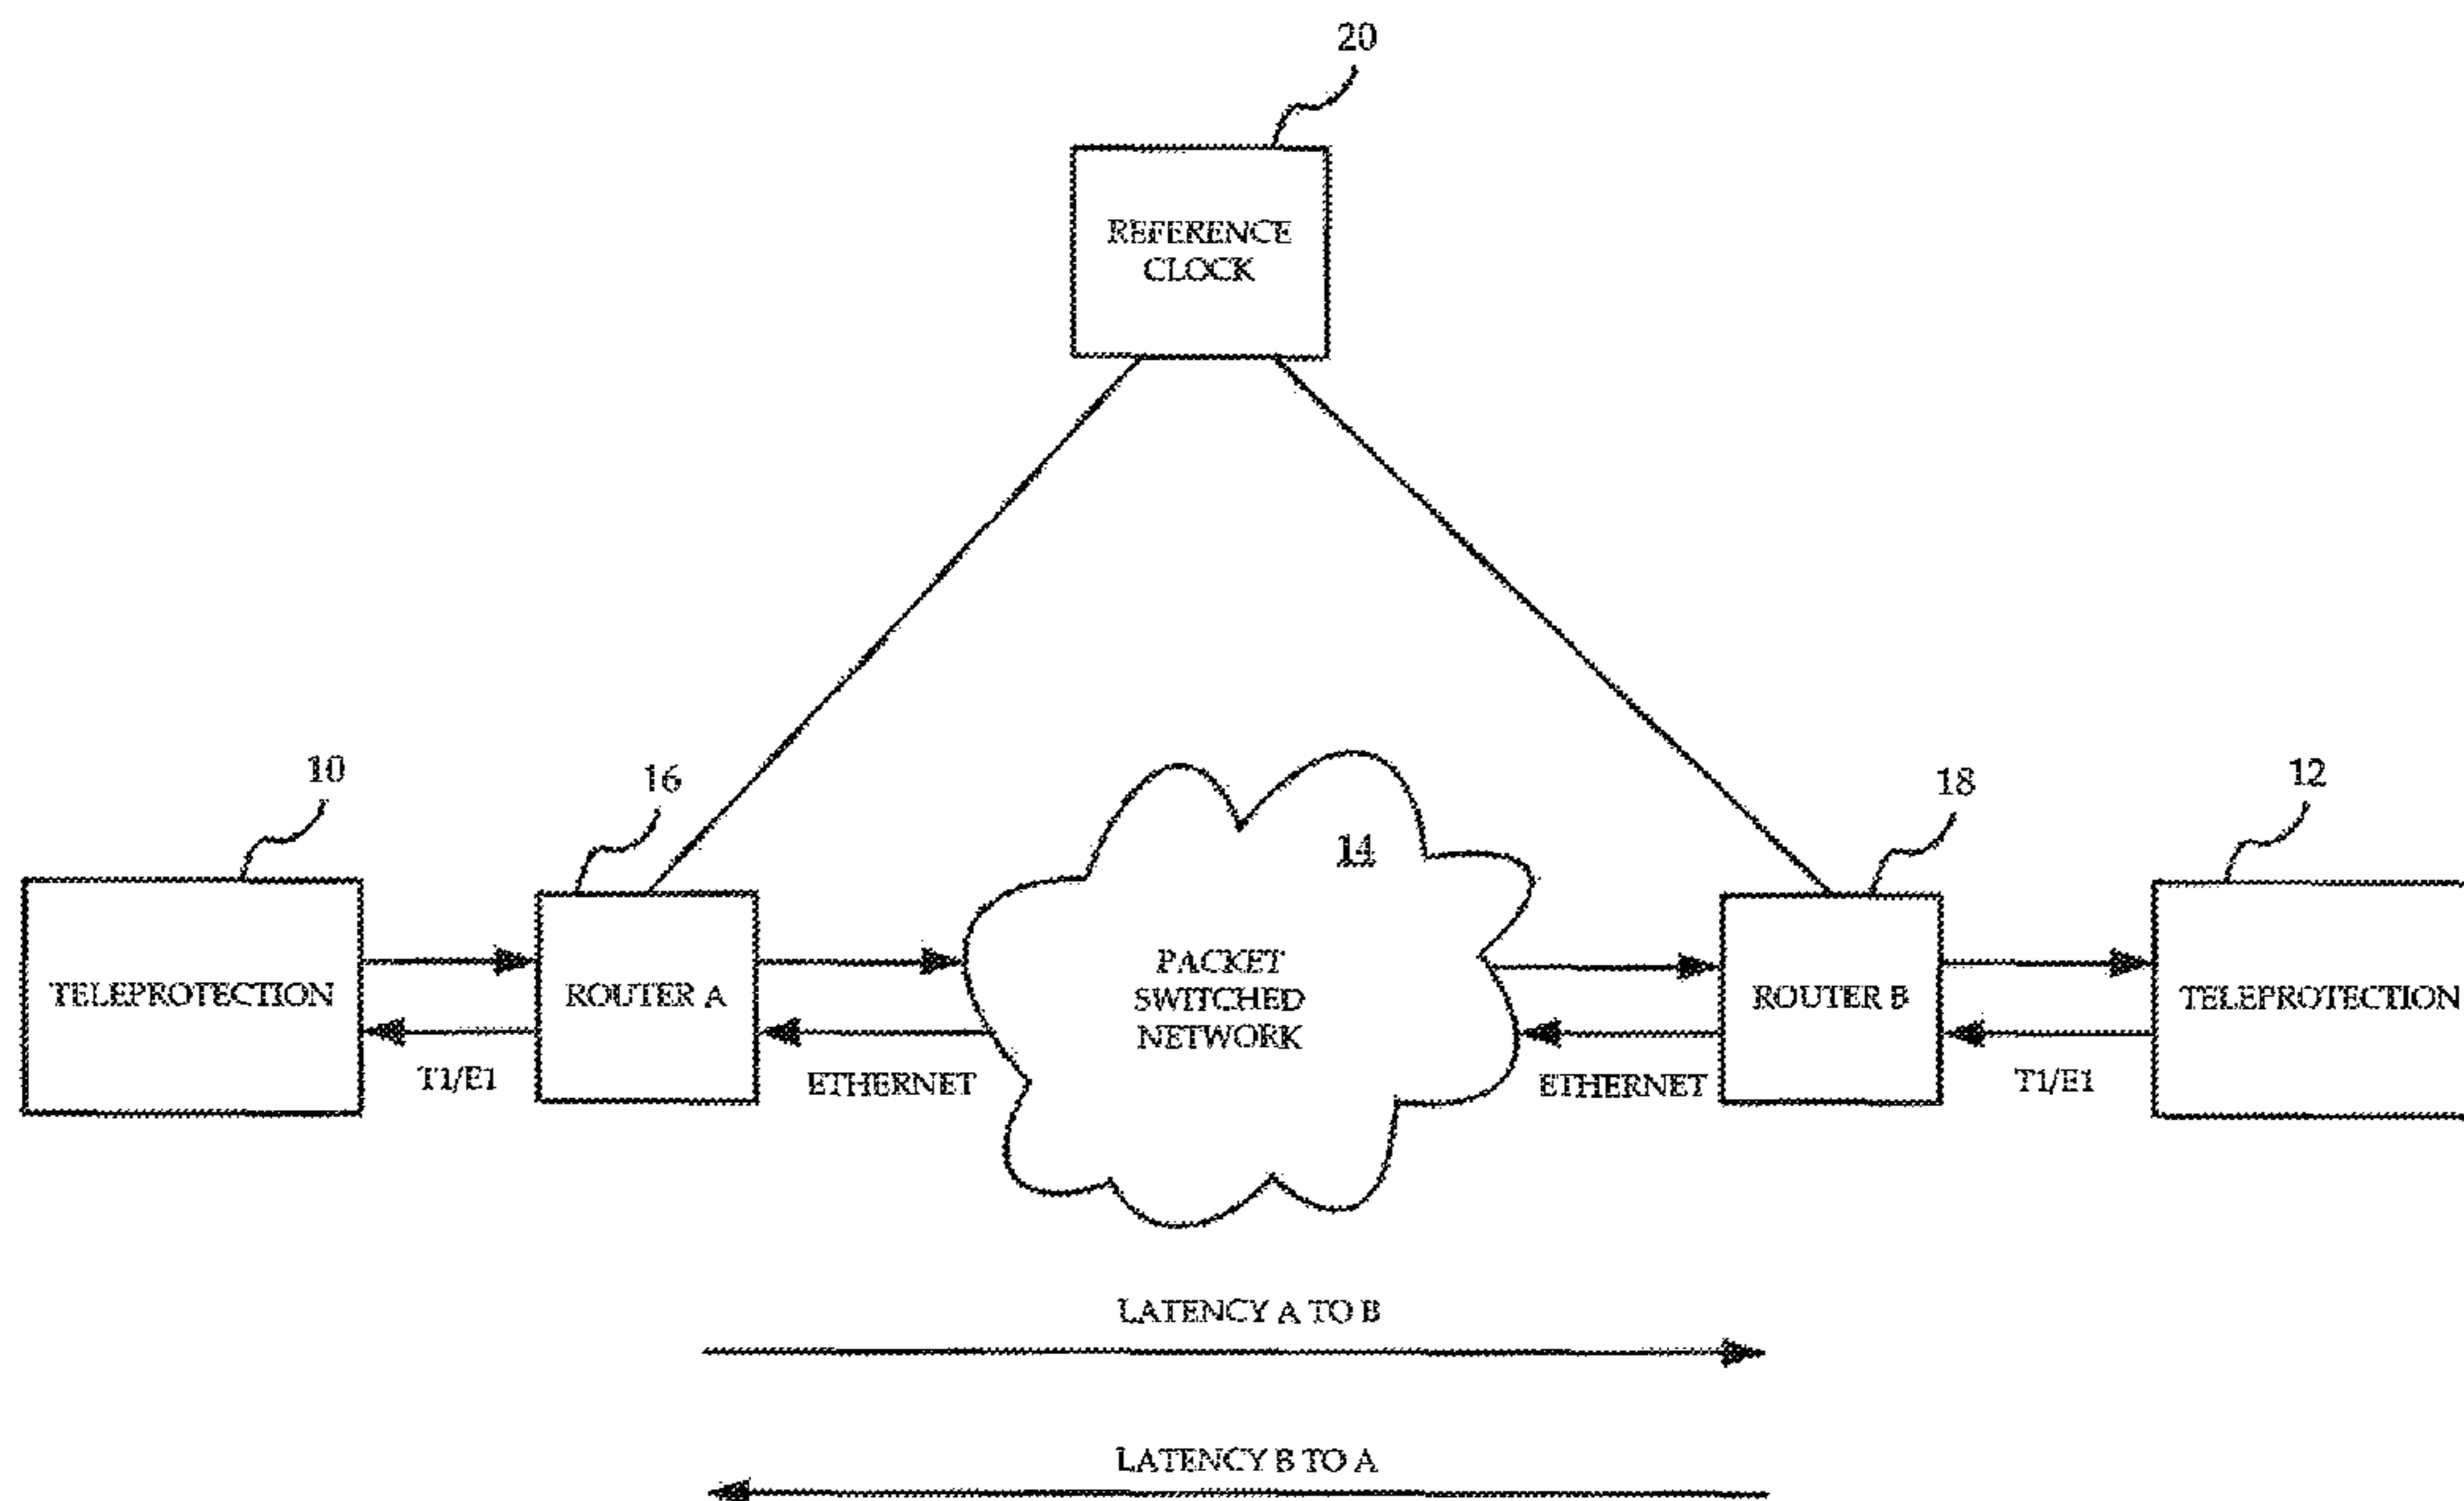 20
REFERENCE
CLOCK
10
16
14
18
12
TELEPROTECTION
ROUTER A
PACKET
SWITCHED
NETWORK
ROUTER B
TELEPROTECTION
T1/E1
ETHERNET
ETHERNET
T1/E1
LATENCY A TO B
LATENCY B TO A